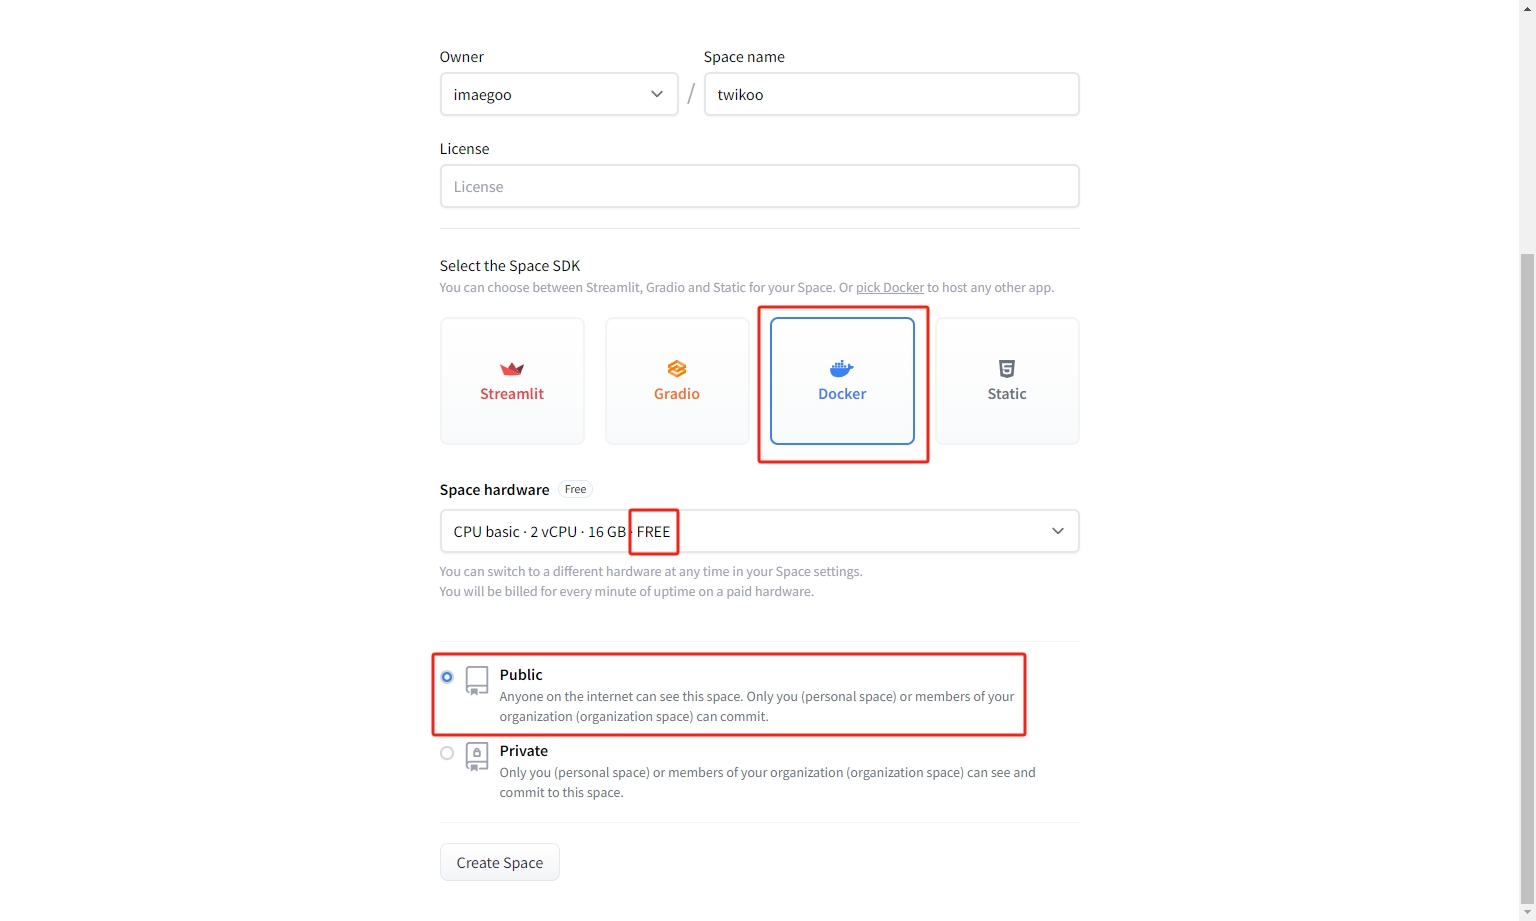 Owner
Space name
imaegoo / twikoo
License
License
Select the Space SDK
You can choose between Streamlit, Gradio and Static for your Space. Or pick Docker to host any other app.
Streamlit
Gradio
Docker
Static
Space hardware Free
CPU basic · 2 vCPU · 16 GB · FREE
You can switch to a different hardware at any time in your Space settings.
You will be billed for every minute of uptime on a paid hardware.
Public
Anyone on the internet can see this space. Only you (personal space) or members of your
organization (organization space) can commit.
Private
Only you (personal space) or members of your organization (organization space) can see and
commit to this space.
Create Space